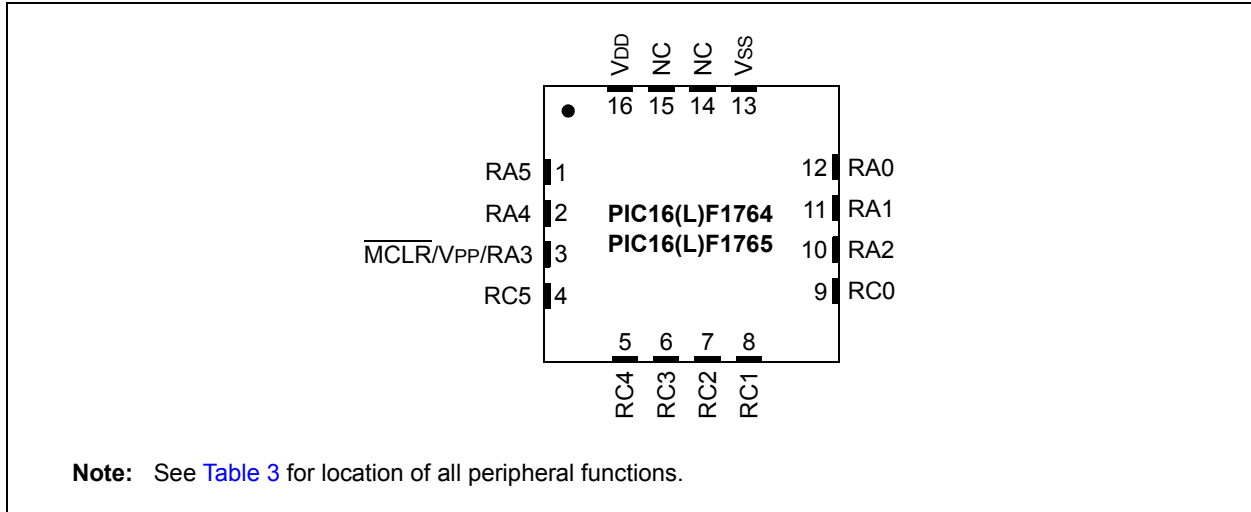 VDD NC NC VSS
16 15 14 13
RA5 1 12 RA0
RA4 2 PIC16(L)F1764 11 RA1
MCLR/VPP/RA3 3 PIC16(L)F1765 10 RA2
RC5 4 9 RC0
5 6 7 8
RC4 RC3 RC2 RC1
Note: See Table 3 for location of all peripheral functions.